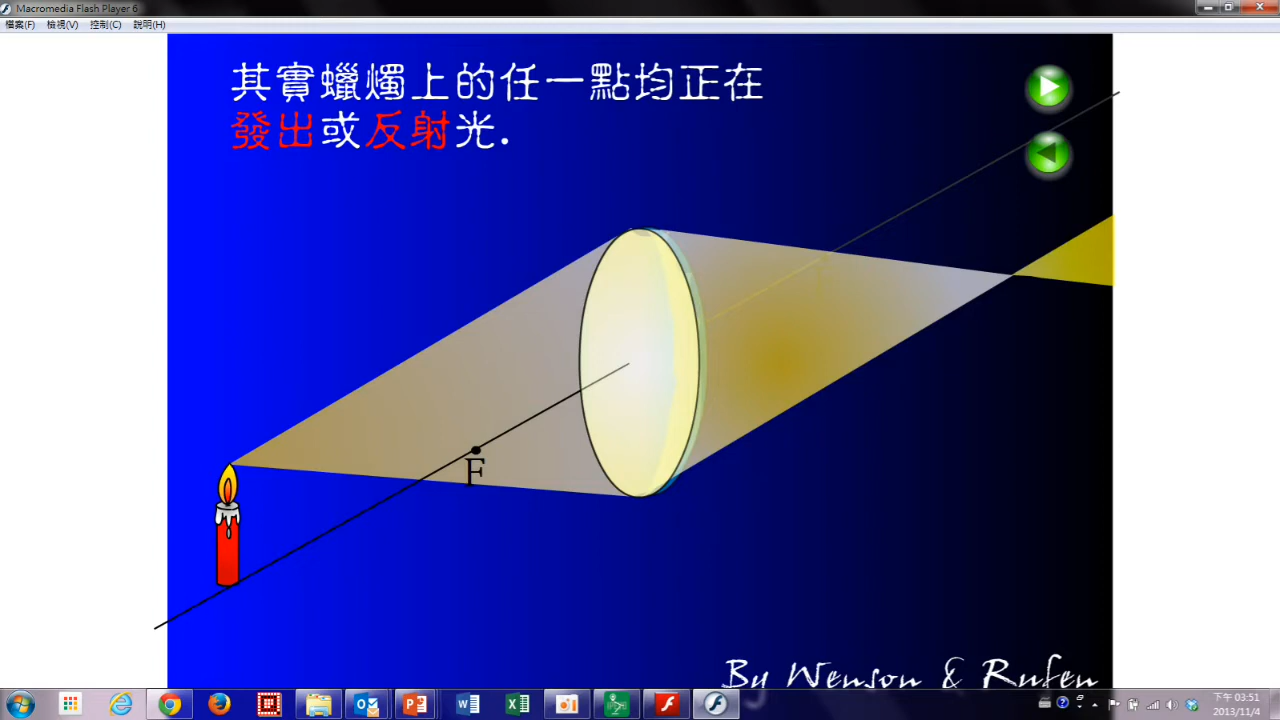 Macromedia Flash Player 6
檔案(F) 檢視(V) 控制(C) 說明(H)
其實蠟燭上的任一點均正在
發出或反射光.
F
By Wenson & Rufen
下午 03:51
2013/11/4